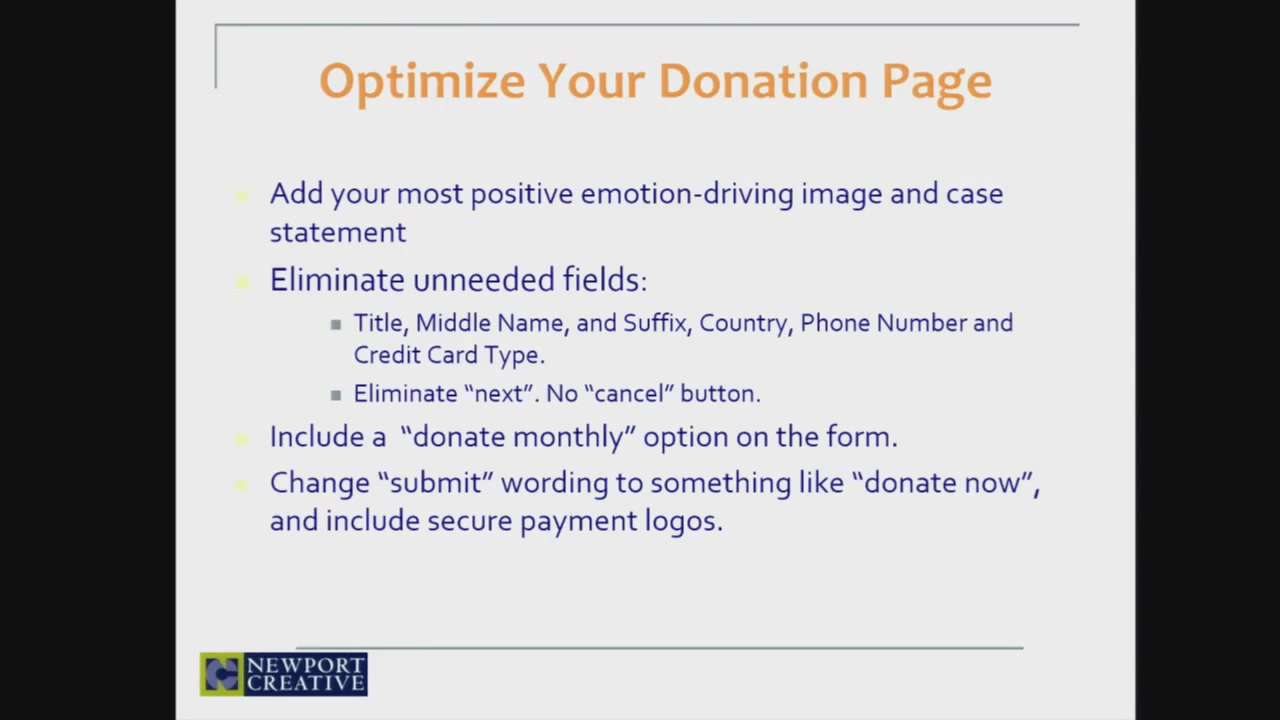 Optimize Your Donation Page
Add your most positive emotion-driving image and case
statement
Eliminate unneeded fields:
Title, Middle Name, and Suffix, Country, Phone Number and
Credit Card Type.
Eliminate “next”. No “cancel” button.
Include a “donate monthly” option on the form.
Change “submit” wording to something like “donate now”,
and include secure payment logos.
NEWPORT
CREATIVE